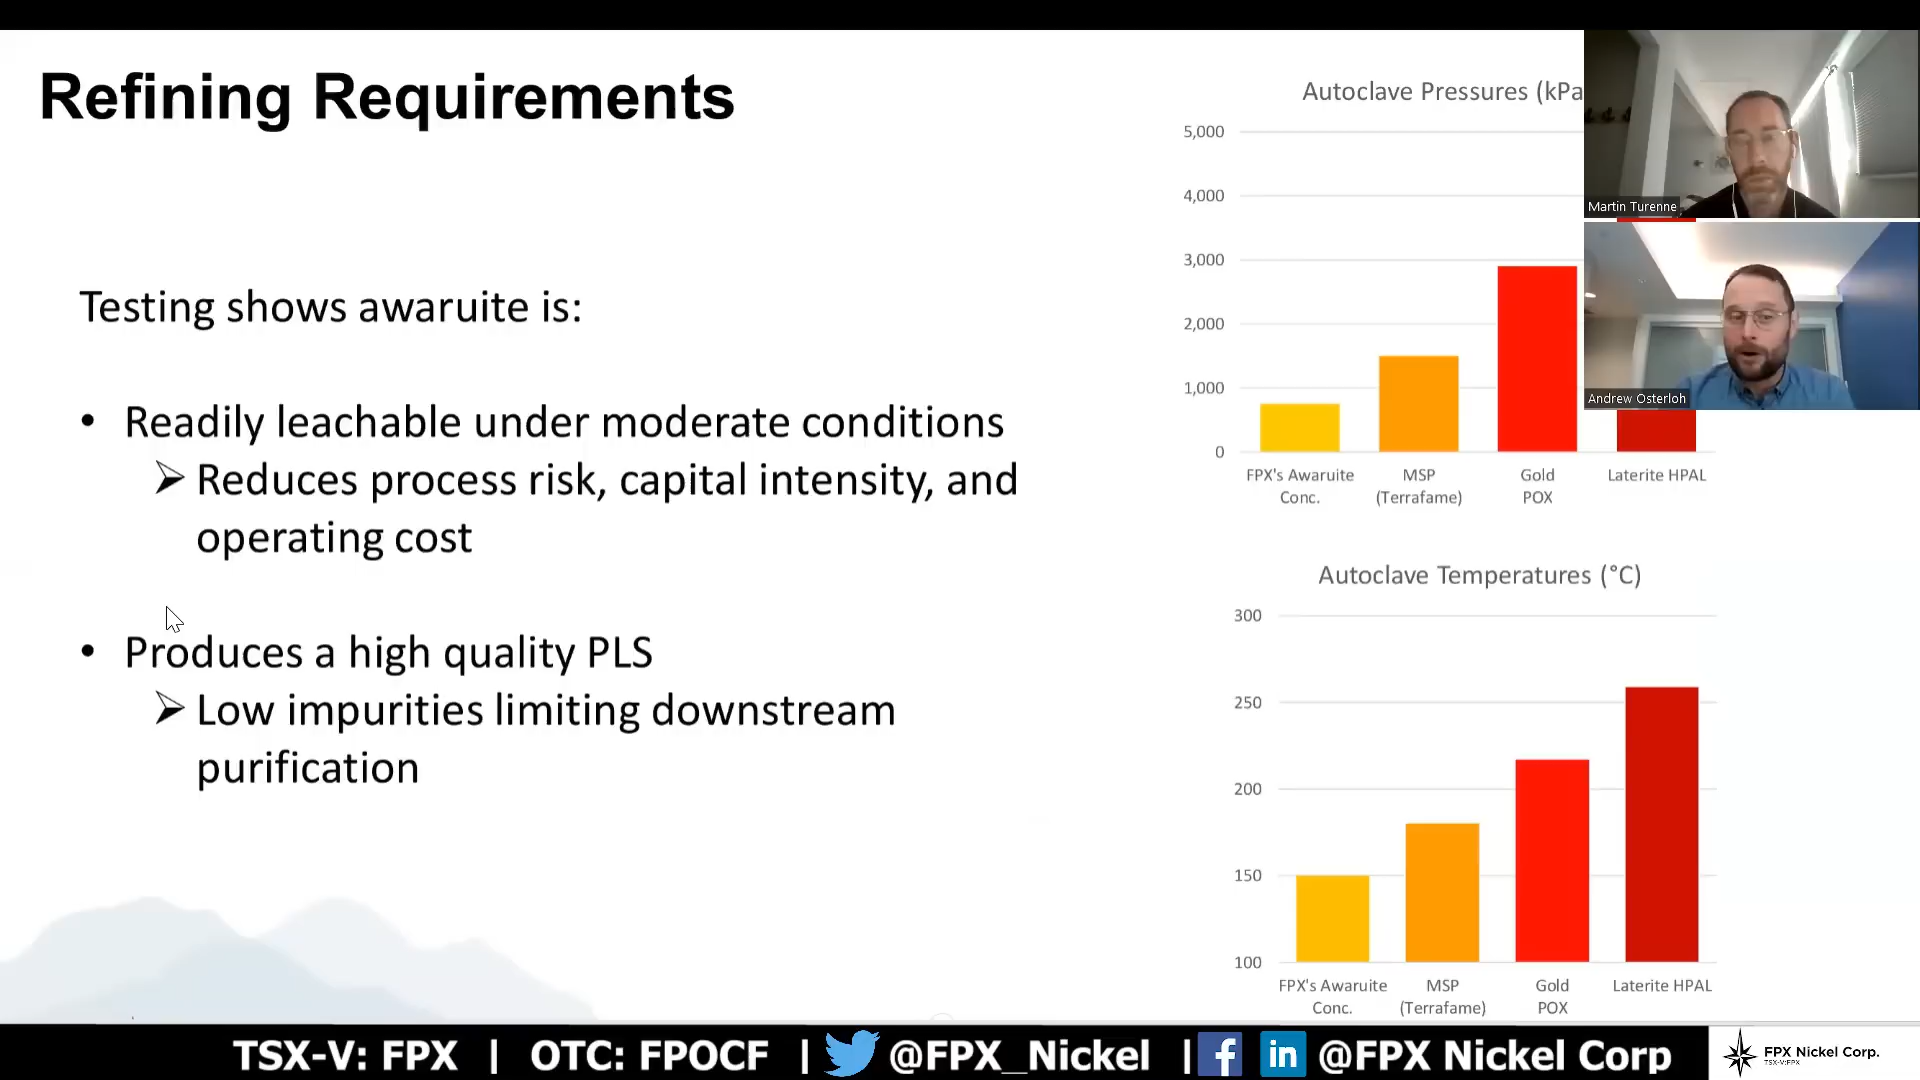 Refining Requirements
Testing shows awaruite is:
• Readily leachable under moderate conditions
➢ Reduces process risk, capital intensity, and
operating cost
• Produces a high quality PLS
➢ Low impurities limiting downstream
purification
Autoclave Pressures (kPa
5,000
4,000
3,000
2,000
1,000
0
FPX's Awaruite
Conc.
MSP
(Terrafame)
Gold
POX
Laterite HPAL
Autoclave Temperatures (°C)
300
250
200
150
100
FPX's Awaruite
Conc.
MSP
(Terrafame)
Gold
POX
Laterite HPAL
Martin Turenne
Andrew Osterloh
TSX-V: FPX | OTC: FPOCF | @FPX_Nickel | f in @FPX Nickel Corp
FPX Nickel Corp.
TSX-V:FPX